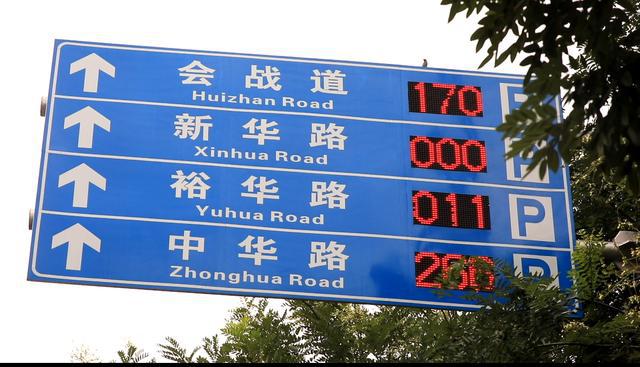 会战道 170 P
Huizhan Road
新华路 000 P
Xinhua Road
裕华路 011 P
Yuhua Road
中华路 P
Zhonghua Road